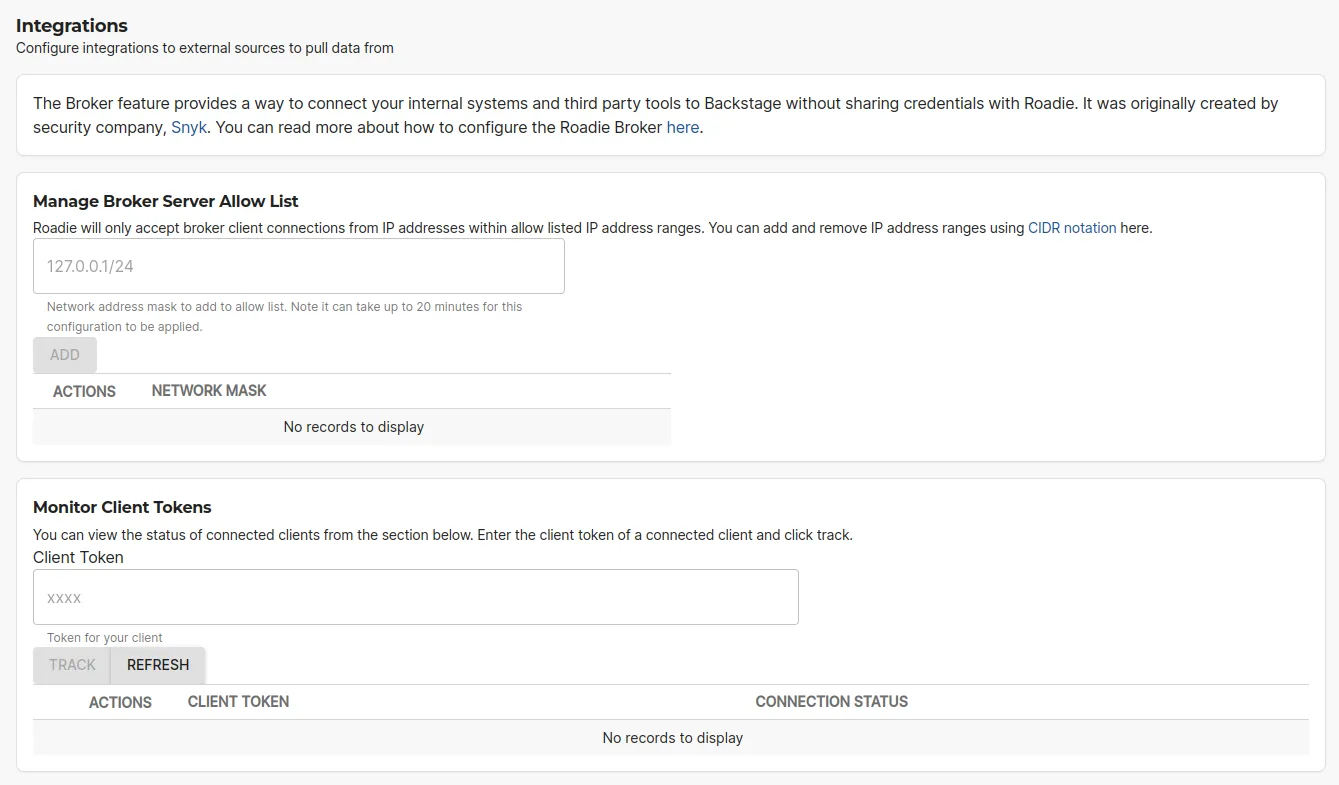 Integrations
Configure integrations to external sources to pull data from
The Broker feature provides a way to connect your internal systems and third party tools to Backstage without sharing credentials with Roadie. It was originally created by
security company, Snyk. You can read more about how to configure the Roadie Broker here.
Manage Broker Server Allow List
Roadie will only accept broker client connections from IP addresses within allow listed IP address ranges. You can add and remove IP address ranges using CIDR notation here.
127.0.0.1/24
Network address mask to add to allow list. Note it can take up to 20 minutes for this
configuration to be applied.
ADD
ACTIONS NETWORK MASK
No records to display
Monitor Client Tokens
You can view the status of connected clients from the section below. Enter the client token of a connected client and click track.
Client Token
xxxx
Token for your client
TRACK REFRESH
ACTIONS CLIENT TOKEN CONNECTION STATUS
No records to display